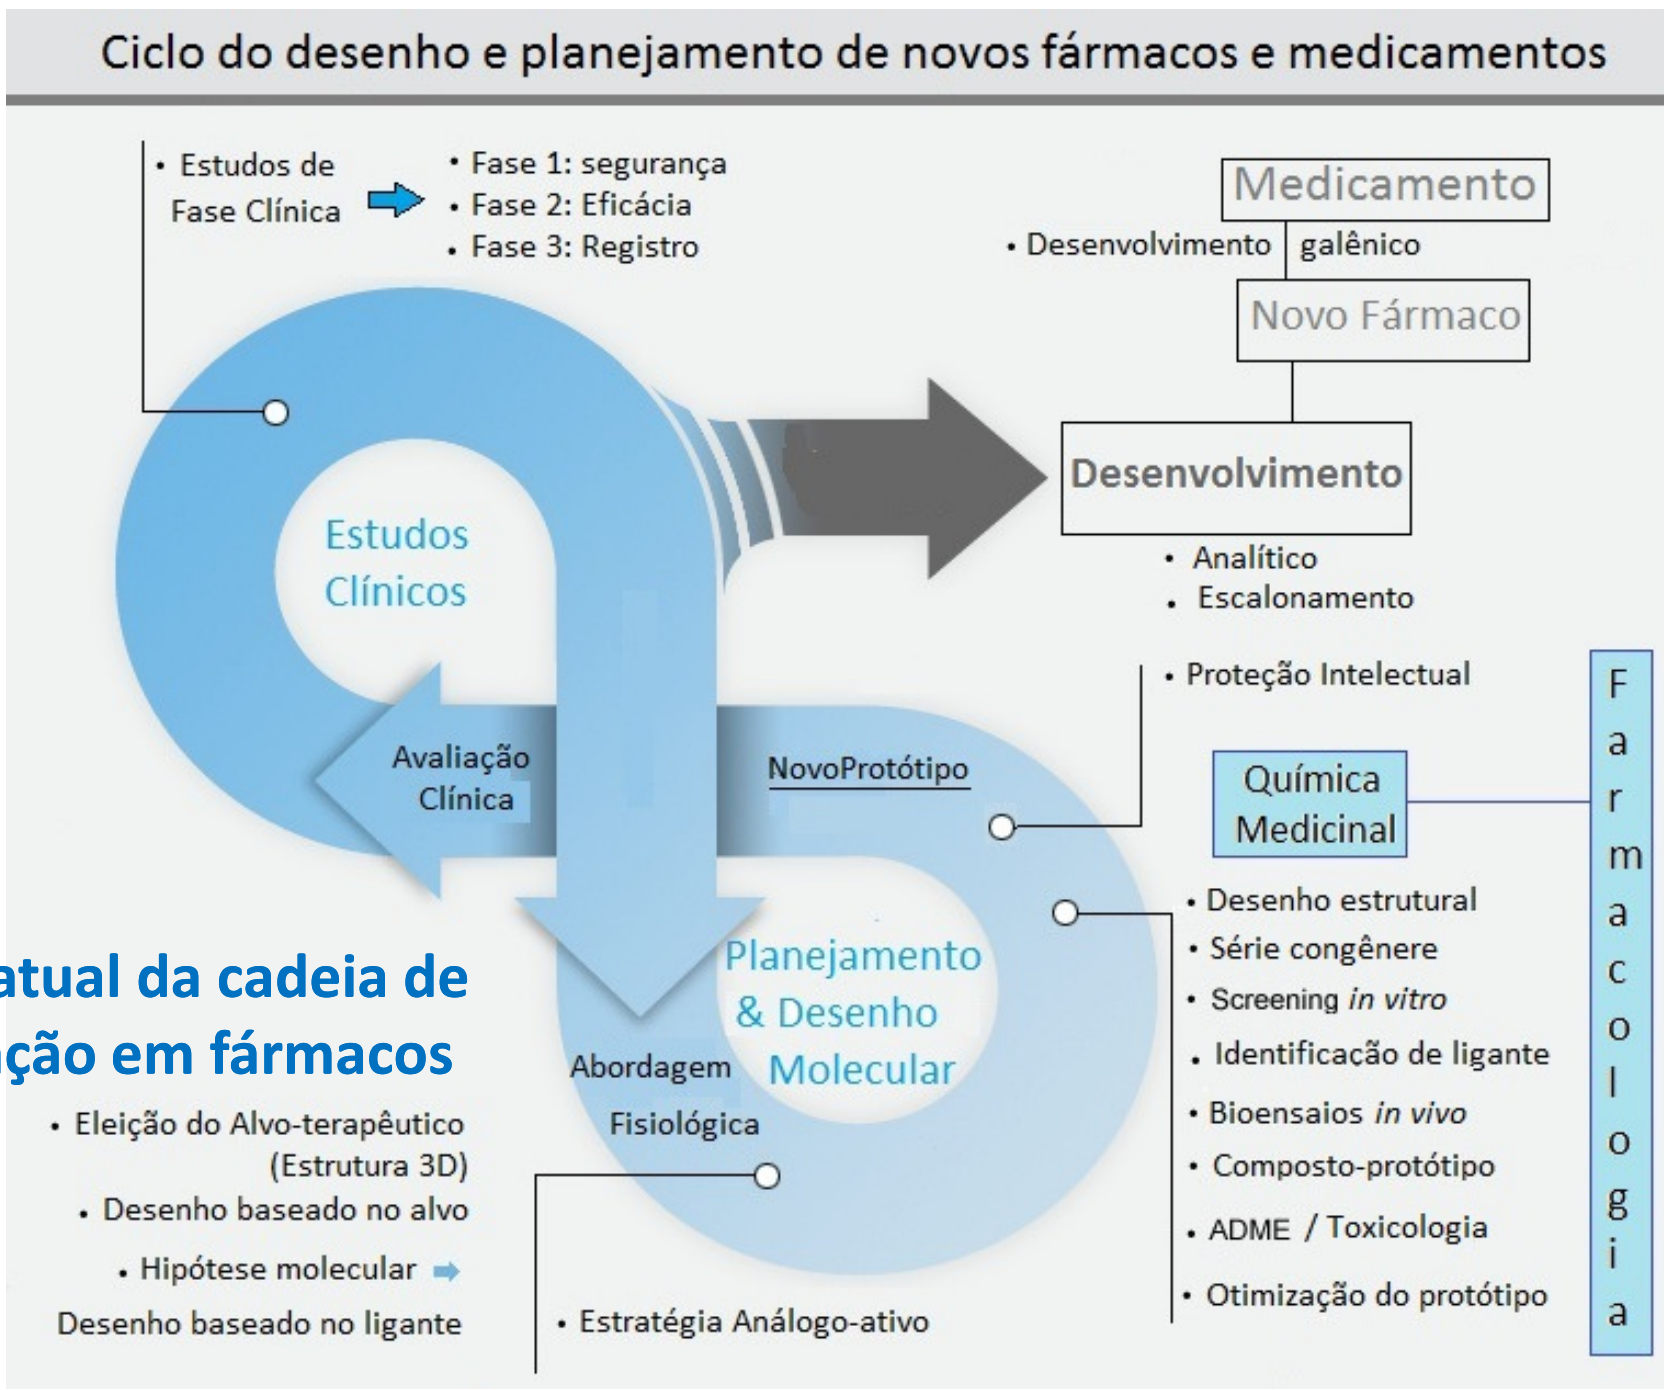 Ciclo do desenho e planejamento de novos fármacos e medicamentos
• Estudos de
Fase Clínica
• Fase 1: segurança
• Fase 2: Eficácia
• Fase 3: Registro
Medicamento
• Desenvolvimento galênico
Novo Fármaco
Desenvolvimento
• Analítico
• Escalonamento
Estudos
Clínicos
• Proteção Intelectual
Avaliação
Clínica
NovoProtótipo
Química
Medicinal
Farmacologia
• Desenho estrutural
• Série congênere
• Screening in vitro
• Identificação de ligante
• Bioensaios in vivo
• Composto-protótipo
• ADME / Toxicologia
• Otimização do protótipo
Planejamento
& Desenho
Molecular
Abordagem
Fisiológica
atual da cadeia de
ação em fármacos
• Eleição do Alvo-terapêutico
(Estrutura 3D)
• Desenho baseado no alvo
• Hipótese molecular
Desenho baseado no ligante
• Estratégia Análogo-ativo